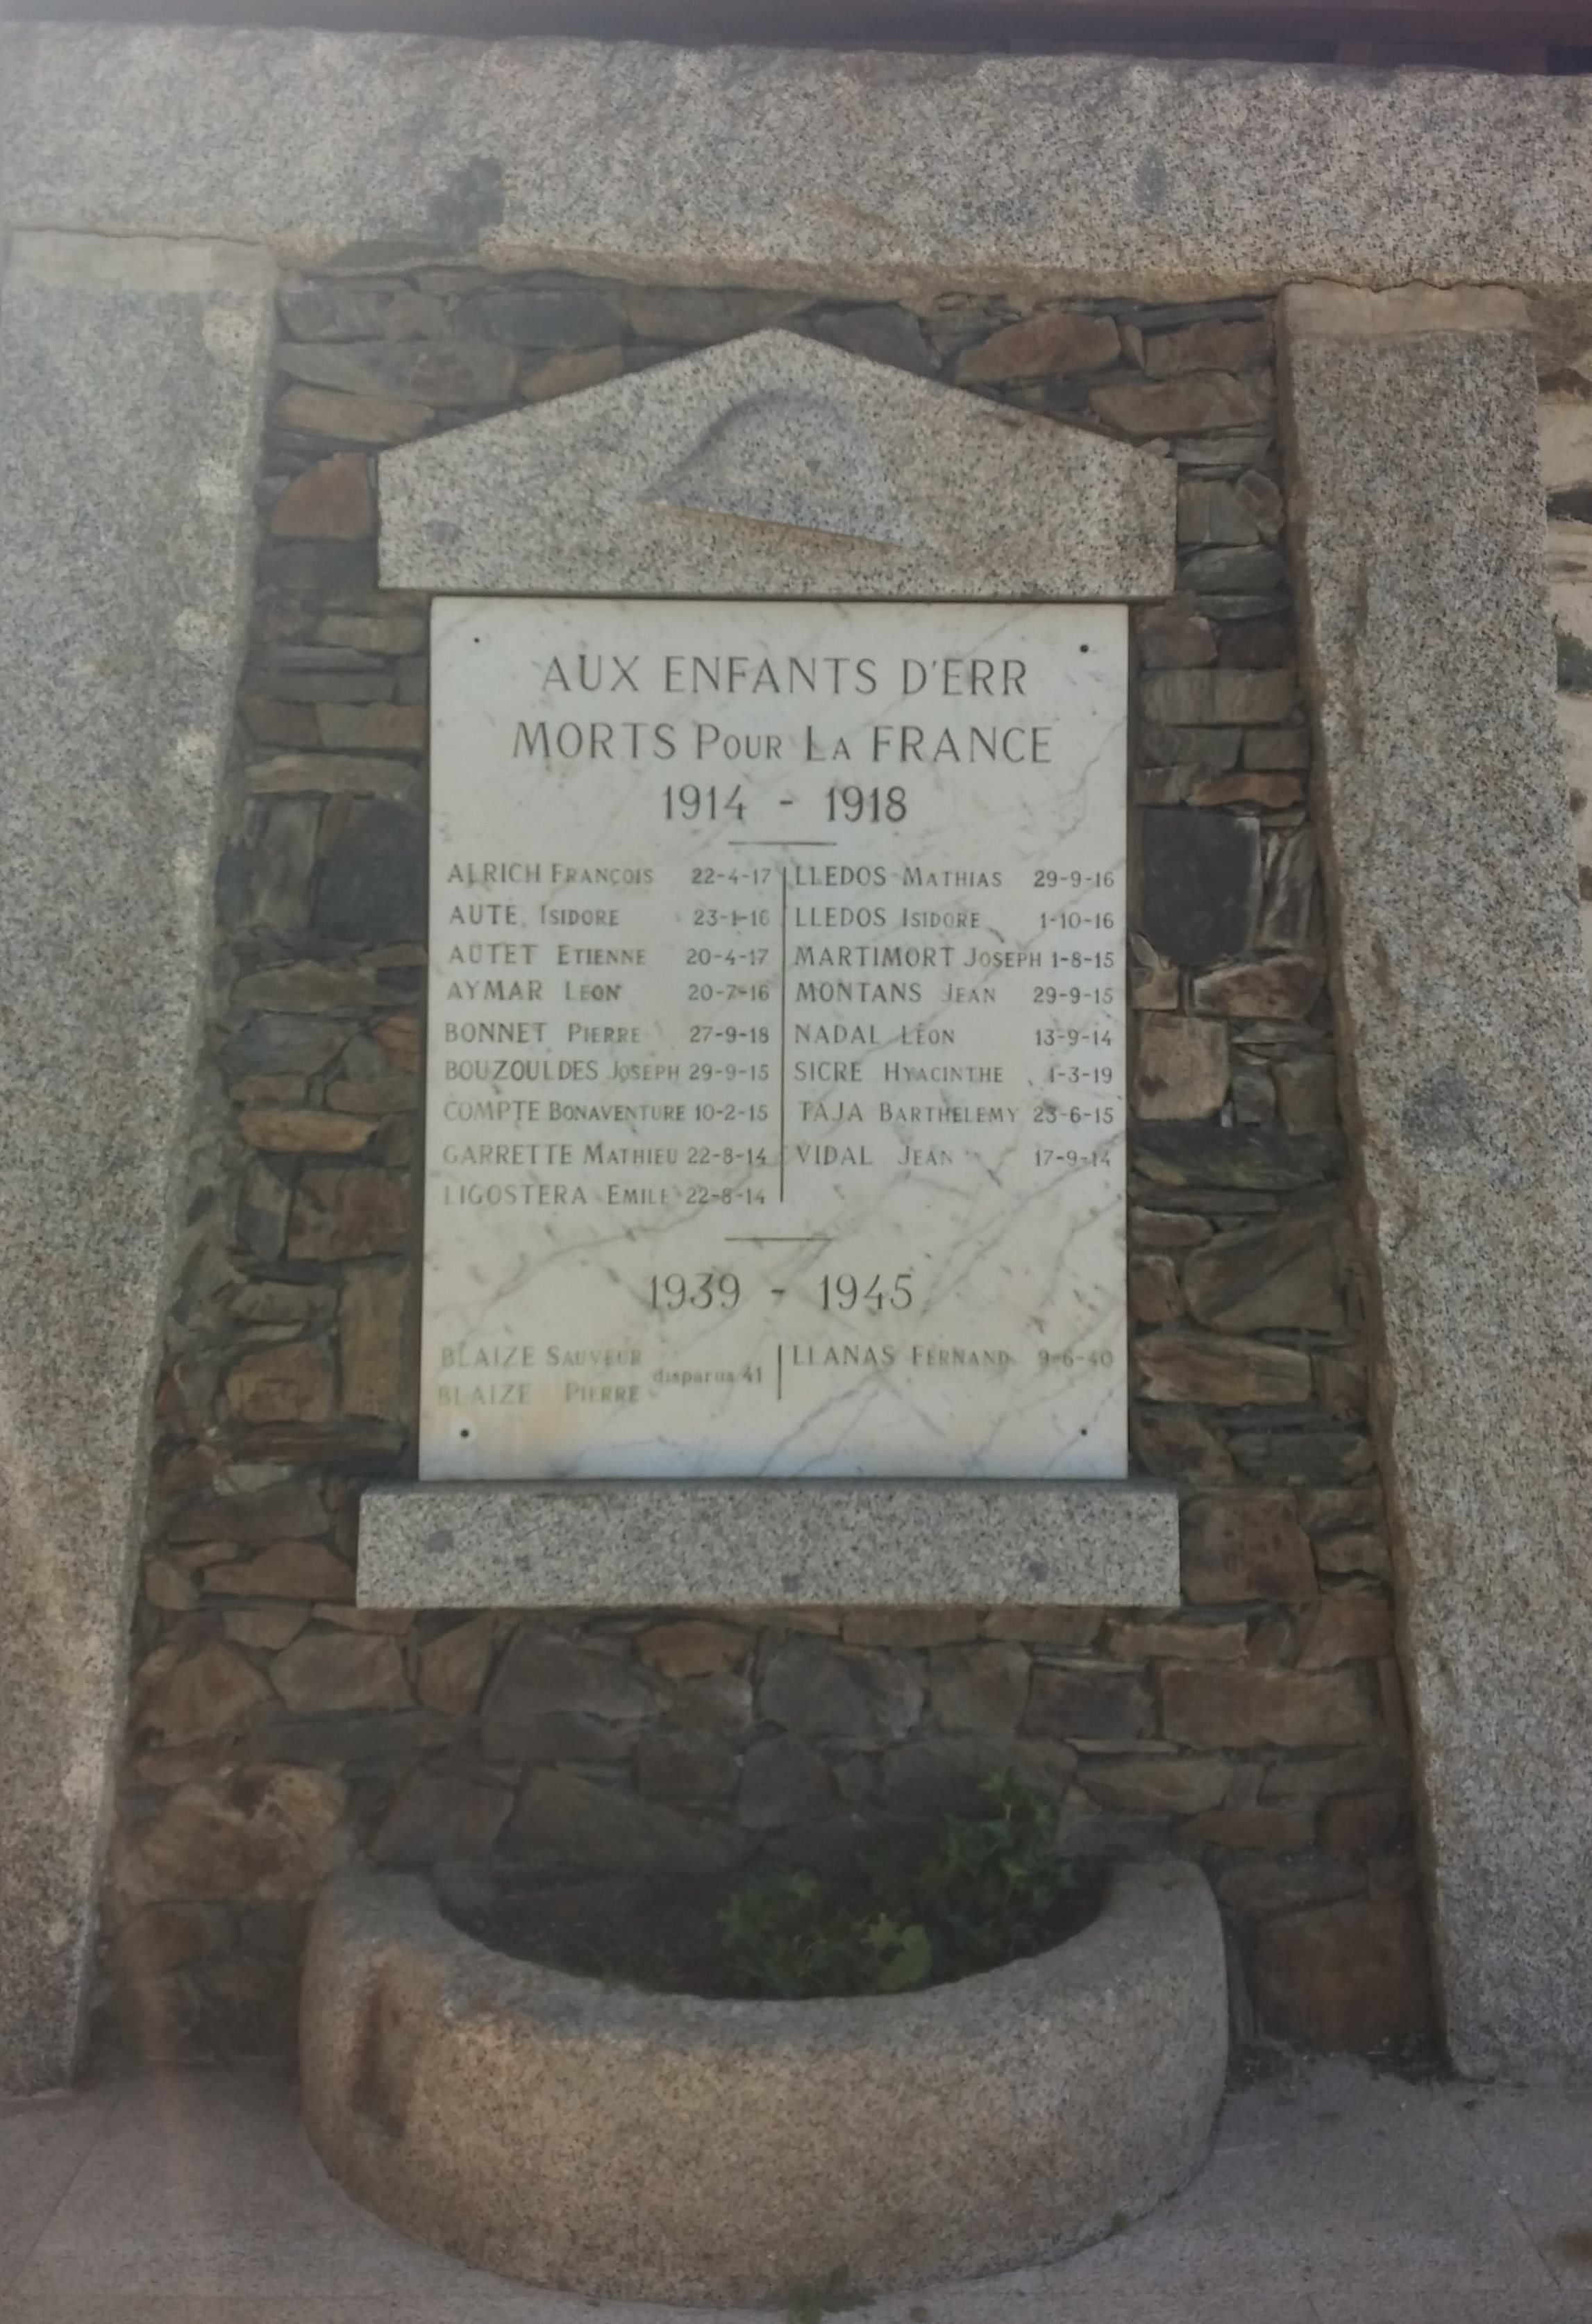 AUX ENFANTS D'ERR
MORTS POUR LA FRANCE
1914 - 1918
ALRICH FRANÇOIS 22-4-17
AUTE ISIDORE 23-1-16
AUTET ETIENNE 20-4-17
AYMAR LÉON 20-7-16
BONNET PIERRE 27-9-18
BOUZOULDES JOSEPH 29-9-15
COMPTE BONAVENTURE 10-2-15
GARRETTE MATHIEU 22-8-14
LIGOSTERA EMILE 22-8-14
LLEDOS MATHIAS 29-9-16
LLEDOS ISIDORE 1-10-16
MARTIMORT JOSEPH 1-8-15
MONTANS JEAN 29-9-15
NADAL LÉON 13-9-14
SICRE HYACINTHE 1-3-19
TAJA BARTHELEMY 23-6-15
VIDAL JEAN 17-9-14
1939 - 1945
BLAIZE SAUVEUR
BLAIZE PIERRE
disparus 41
LLANAS FERNAND 9-6-40